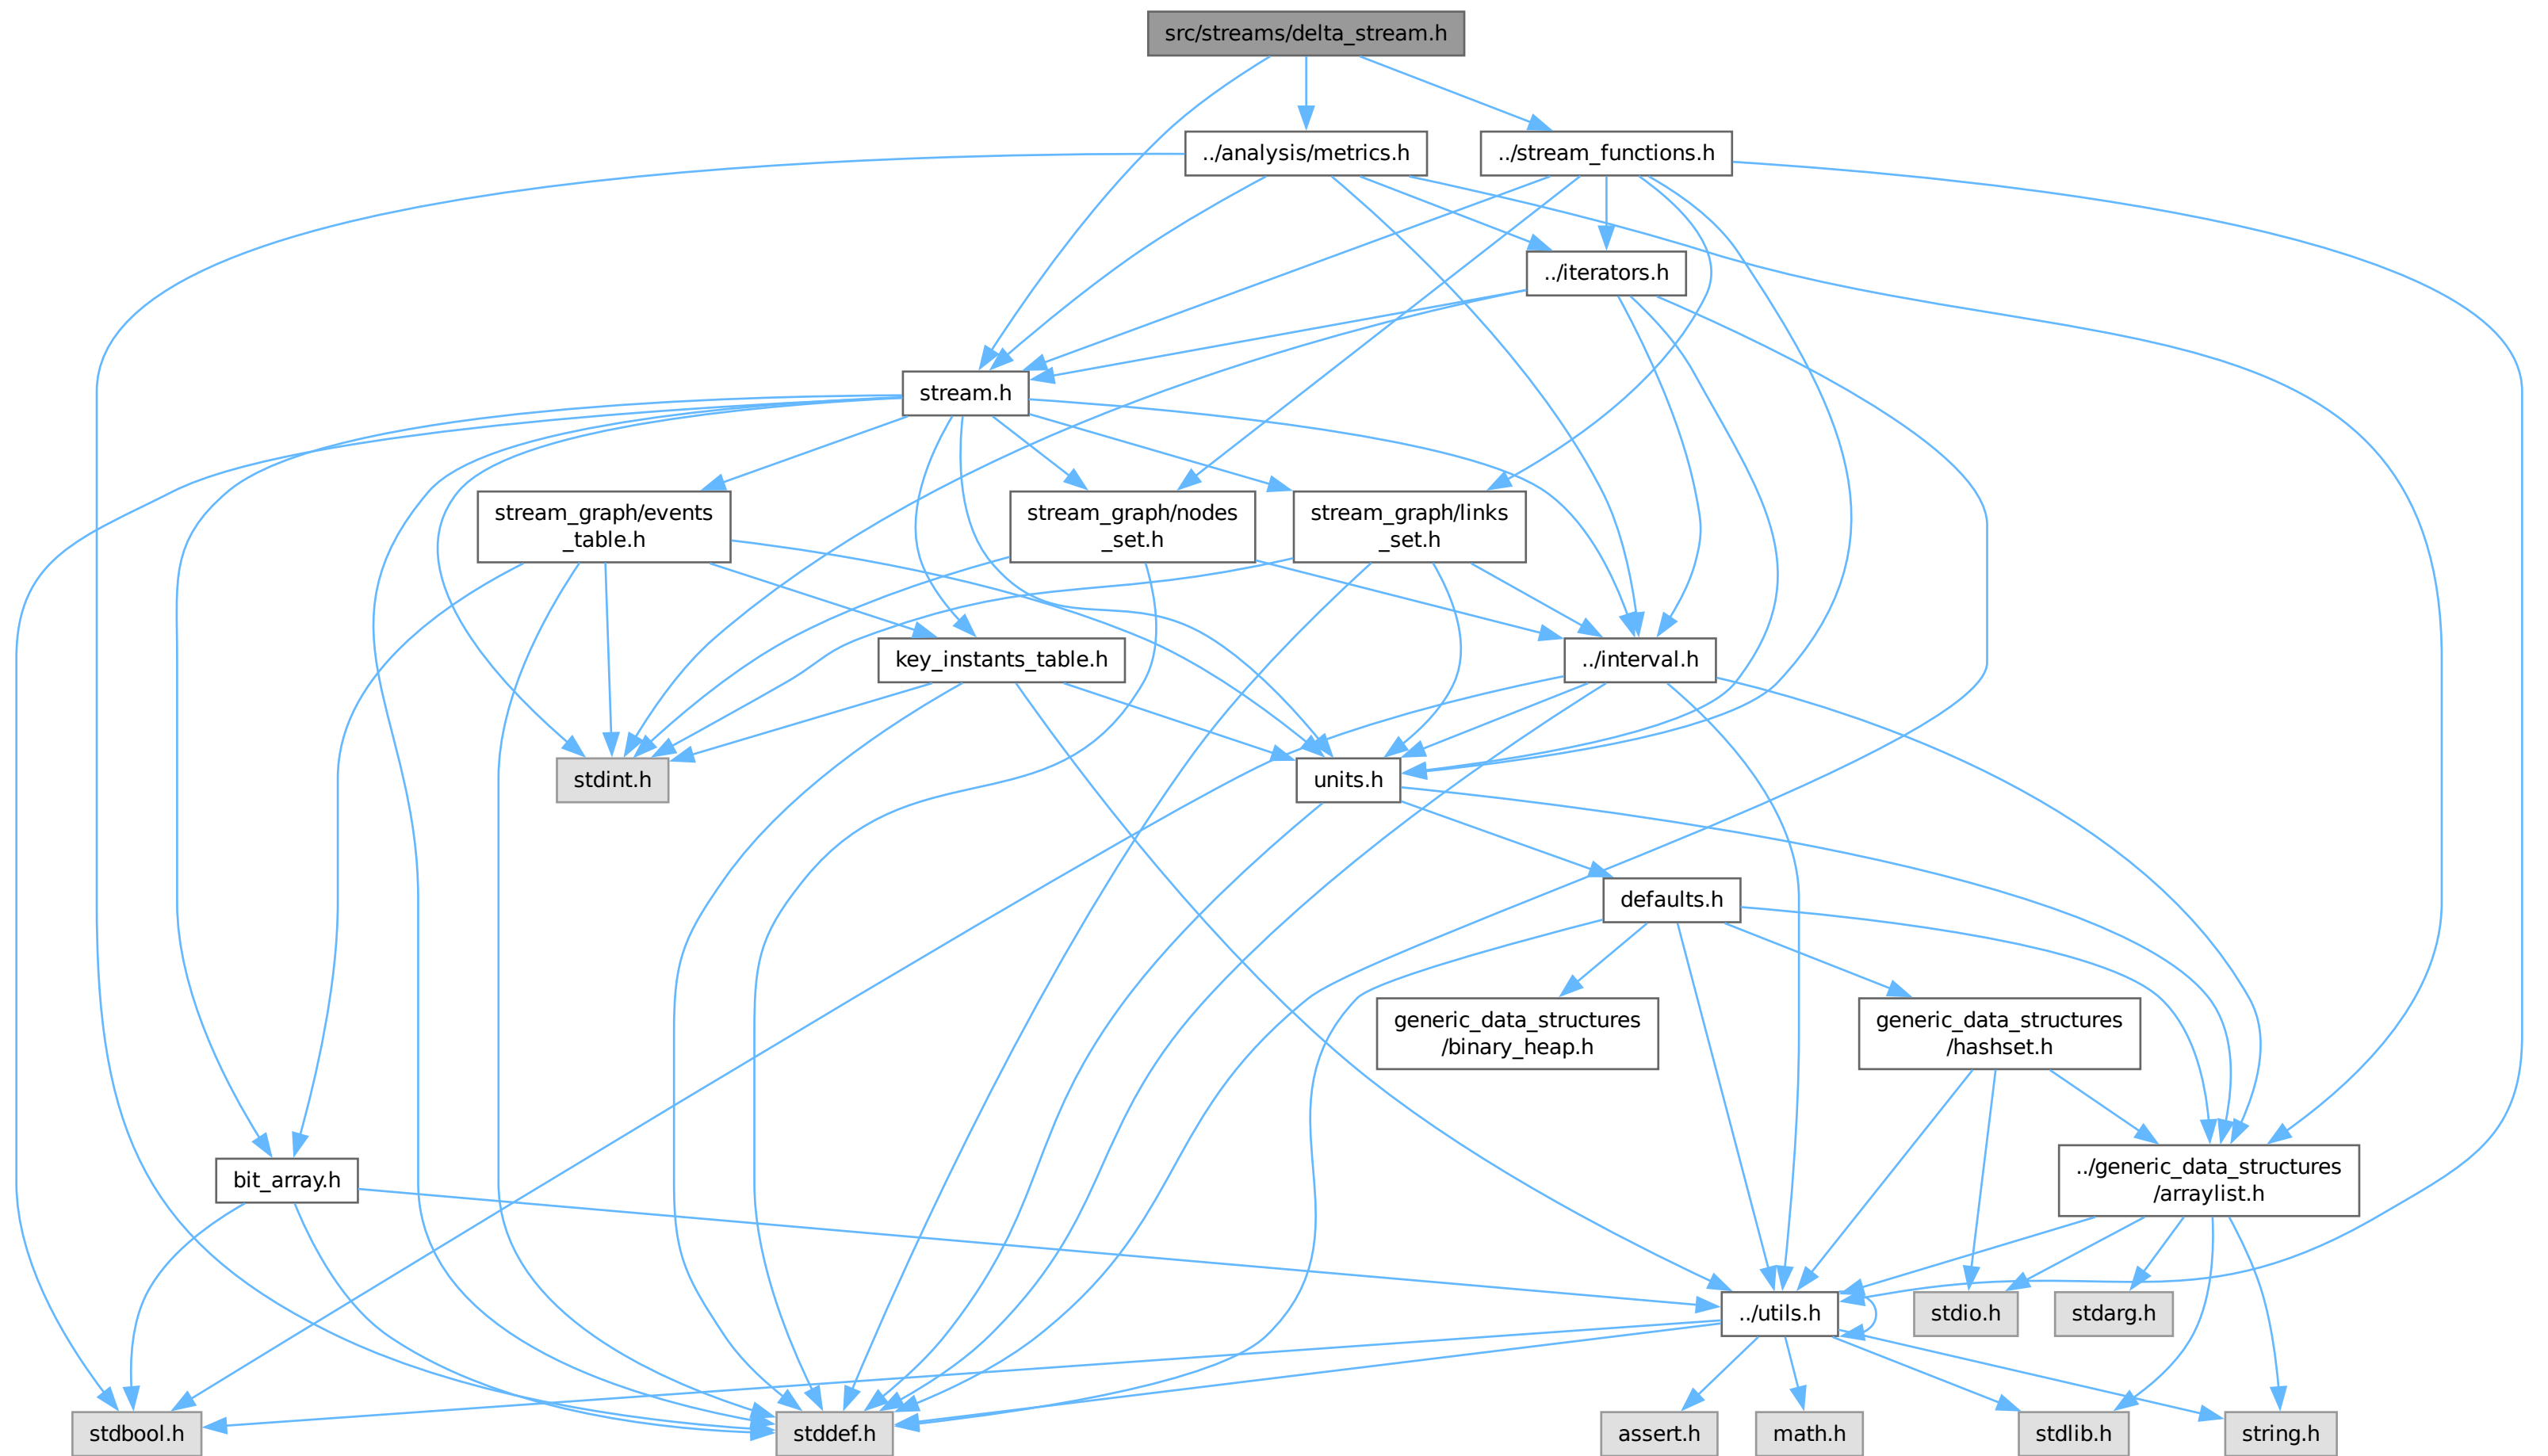 src/streams/delta_stream.h
../analysis/metrics.h
../stream_functions.h
../iterators.h
stream.h
stream_graph/events
_table.h
stream_graph/nodes
_set.h
stream_graph/links
_set.h
key_instants_table.h
../interval.h
stdint.h
units.h
defaults.h
generic_data_structures
/binary_heap.h
generic_data_structures
/hashset.h
bit_array.h
../generic_data_structures
/arraylist.h
../utils.h
stdio.h
stdarg.h
stdbool.h
stddef.h
assert.h
math.h
stdlib.h
string.h